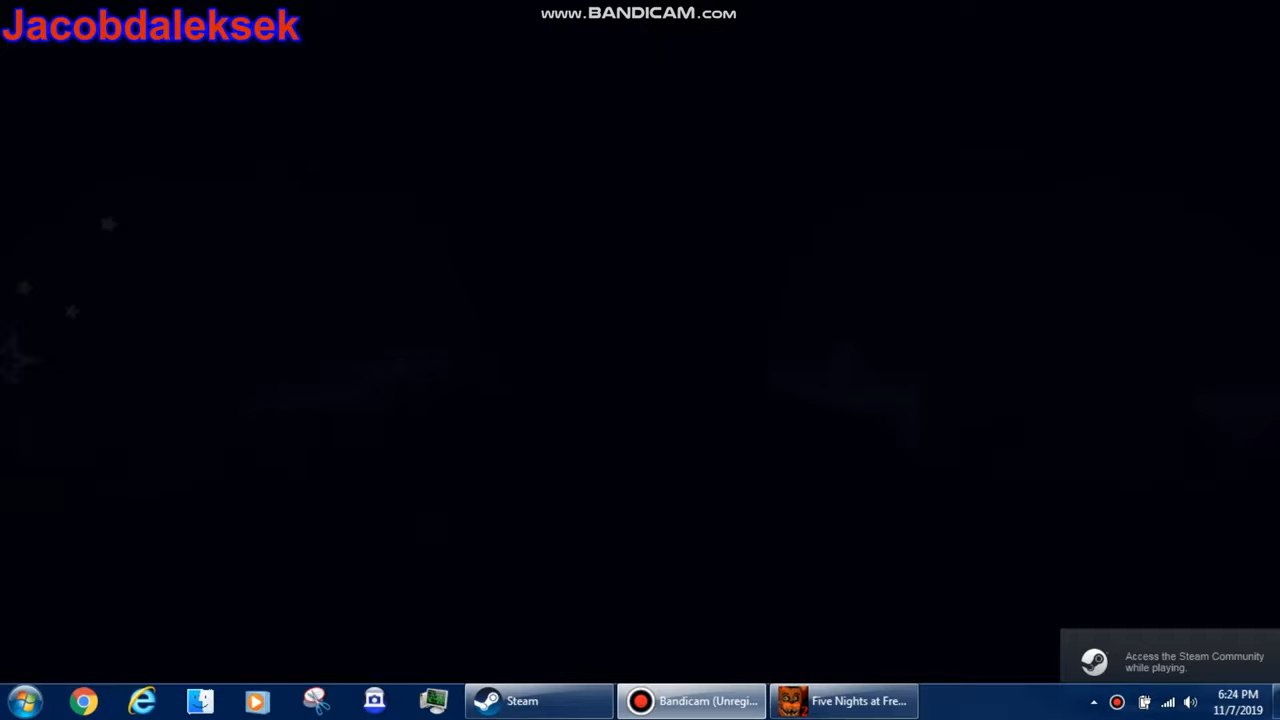 Jacobdaleksek
www.BANDICAM.com
Access the Steam Community
while playing.
Steam
Bandicam (Unregi...
Five Nights at Fre...
6:24 PM
11/7/2019